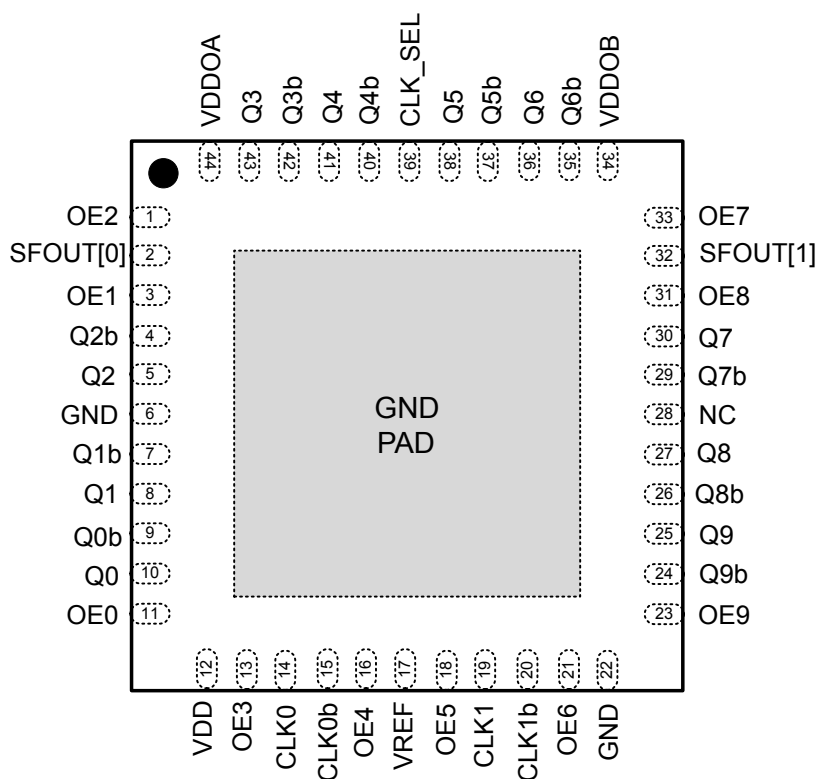 VDDOA
Q3
Q3b
Q4
Q4b
CLK_SEL
Q5
Q5b
Q6
Q6b
VDDOB
44
43
42
41
40
39
38
37
36
35
34
OE2 1
SFOUT[0] 2
OE1 3
Q2b 4
Q2 5
GND 6
Q1b 7
Q1 8
Q0b 9
Q0 10
OE0 11
GND
PAD
33 OE7
32 SFOUT[1]
31 OE8
30 Q7
29 Q7b
28 NC
27 Q8
26 Q8b
25 Q9
24 Q9b
23 OE9
12
13
14
15
16
17
18
19
20
21
22
VDD
OE3
CLK0
CLK0b
OE4
VREF
OE5
CLK1
CLK1b
OE6
GND